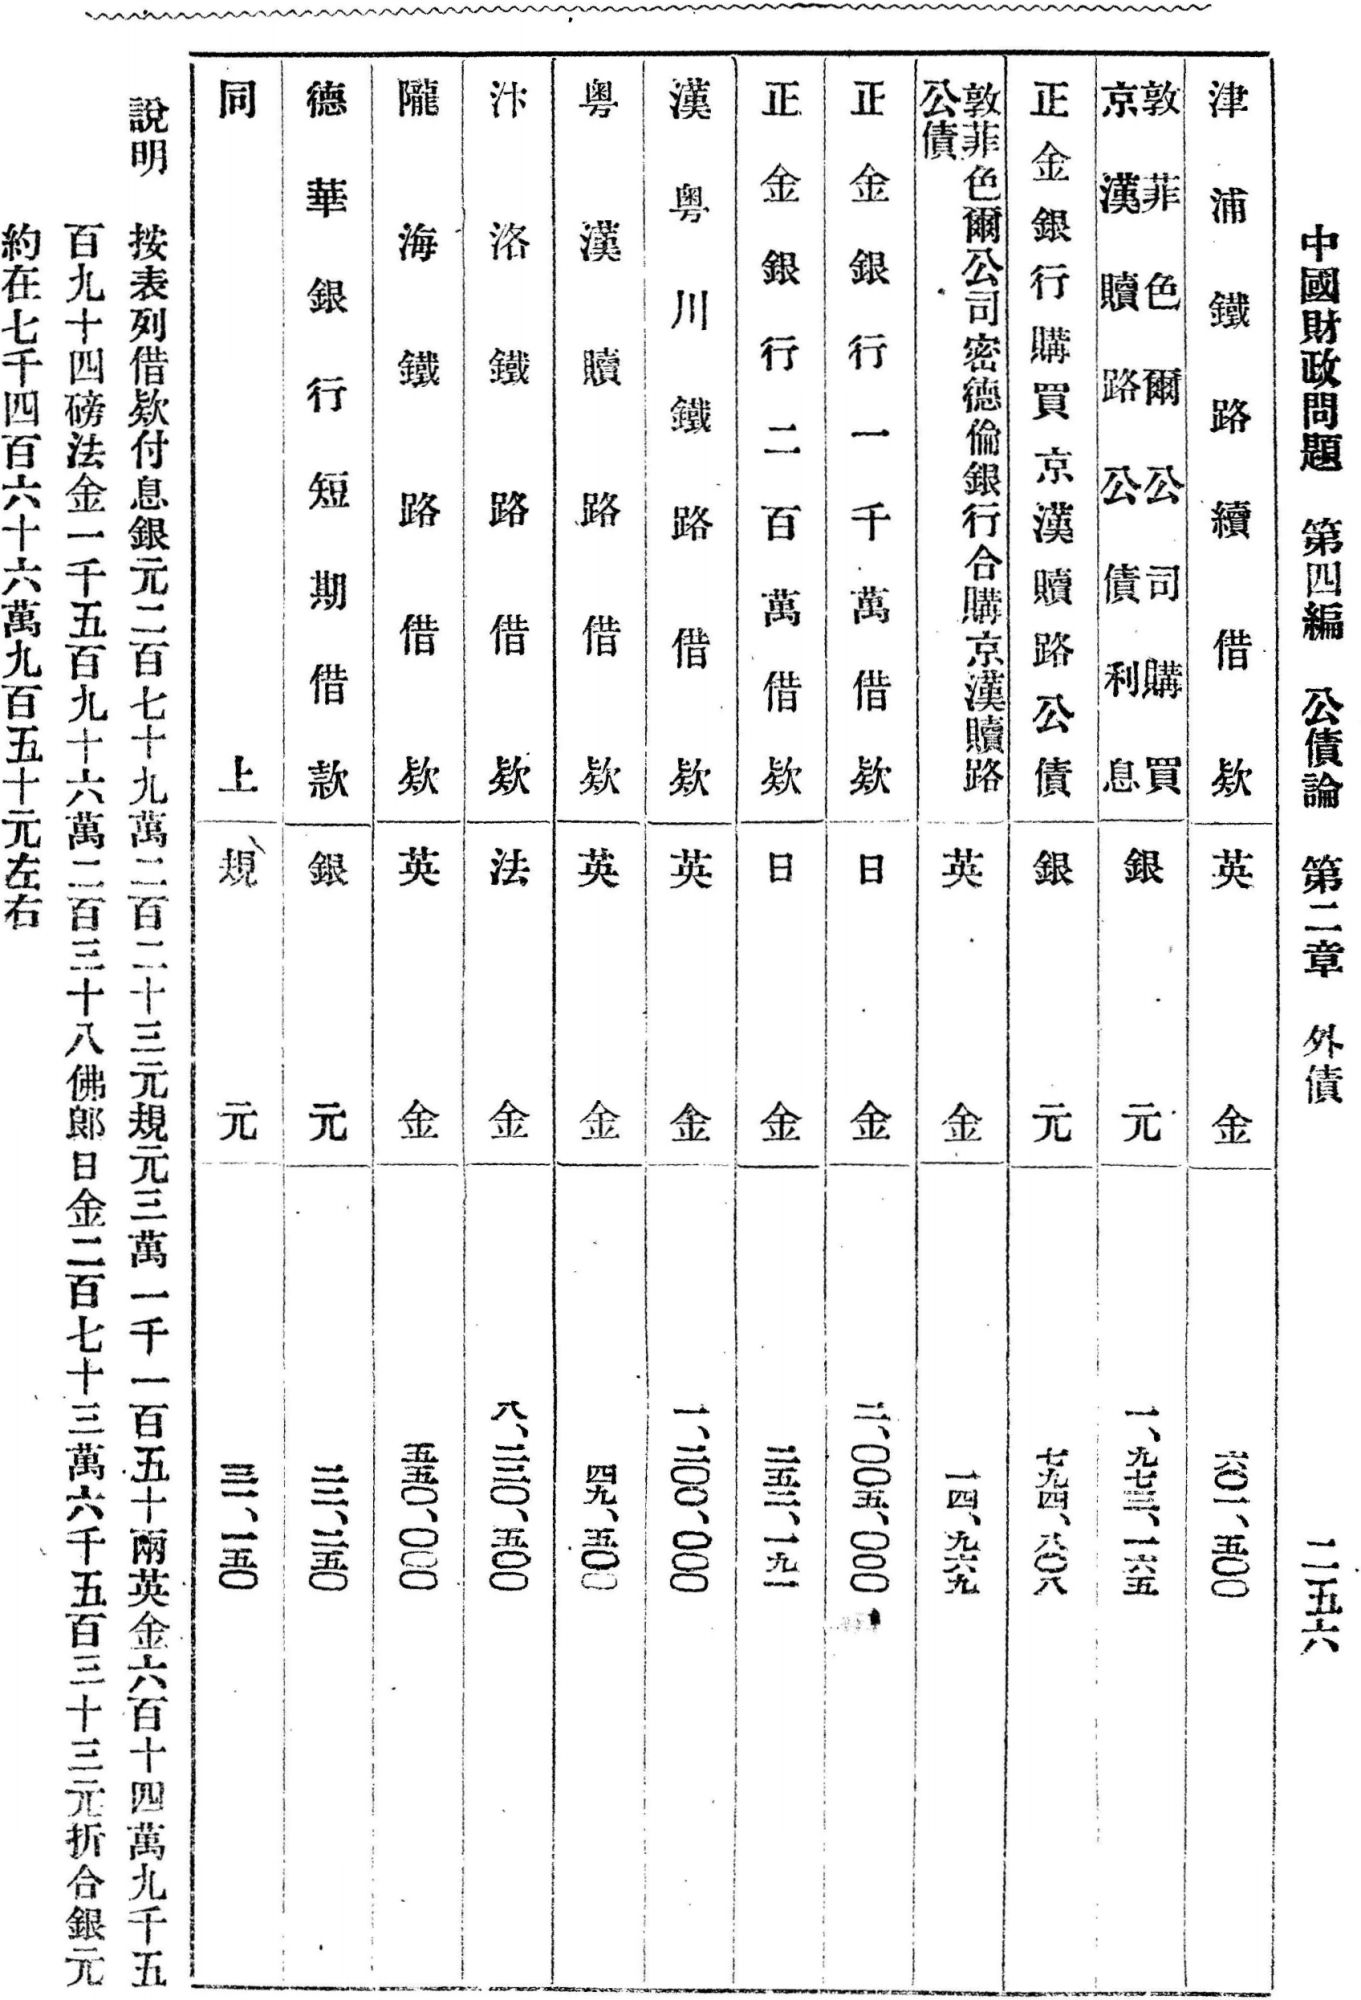 中國財政問題 第四編 公債論 第二章 外債 二五六
津浦鐵路續借欵 英金 六〇一、五〇〇
敦菲色爾公司購買京漢贖路公債利息 銀元 一、九七三、一六五
正金銀行購買京漢贖路公債 銀元 七九四、八〇八
敦菲色爾公司密德倫銀行合購京漢贖路公債 英金 一四、九六九
正金銀行一千萬借欵 日金 二、〇〇五、〇〇〇
正金銀行二百萬借欵 日金 二五二、一九一
漢粤川鐵路借欵 英金 一、二〇〇、〇〇〇
粤漢贖路借欵 英金 四九、五〇〇
汴洛鐵路借欵 法金 八、二二〇、五〇〇
隴海鐵路借欵 英金 五五〇、〇〇〇
德華銀行短期借款 銀元 二二、二五〇
同上 規元 三一、一五〇
說明 按表列借欵付息銀元二百七十九萬二百二十三元規元三萬一千一百五十兩英金六百十四萬九千五
百九十四磅法金一千五百九十六萬二百三十八佛郎日金二百七十三萬六千五百三十三元折合銀元
約在七千四百六十六萬九百五十元左右